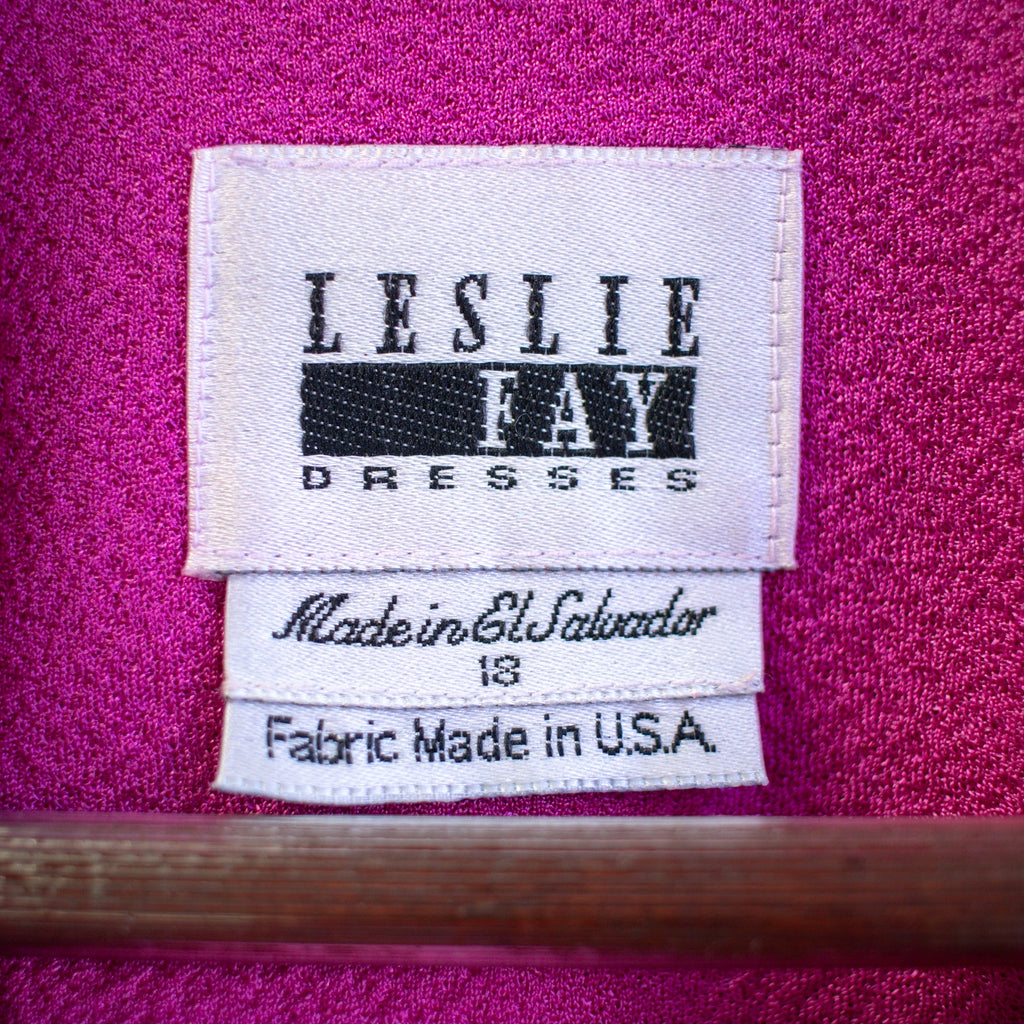 LESLIE
FAY
DRESSES
Made in El Salvador
18
Fabric Made in U.S.A.